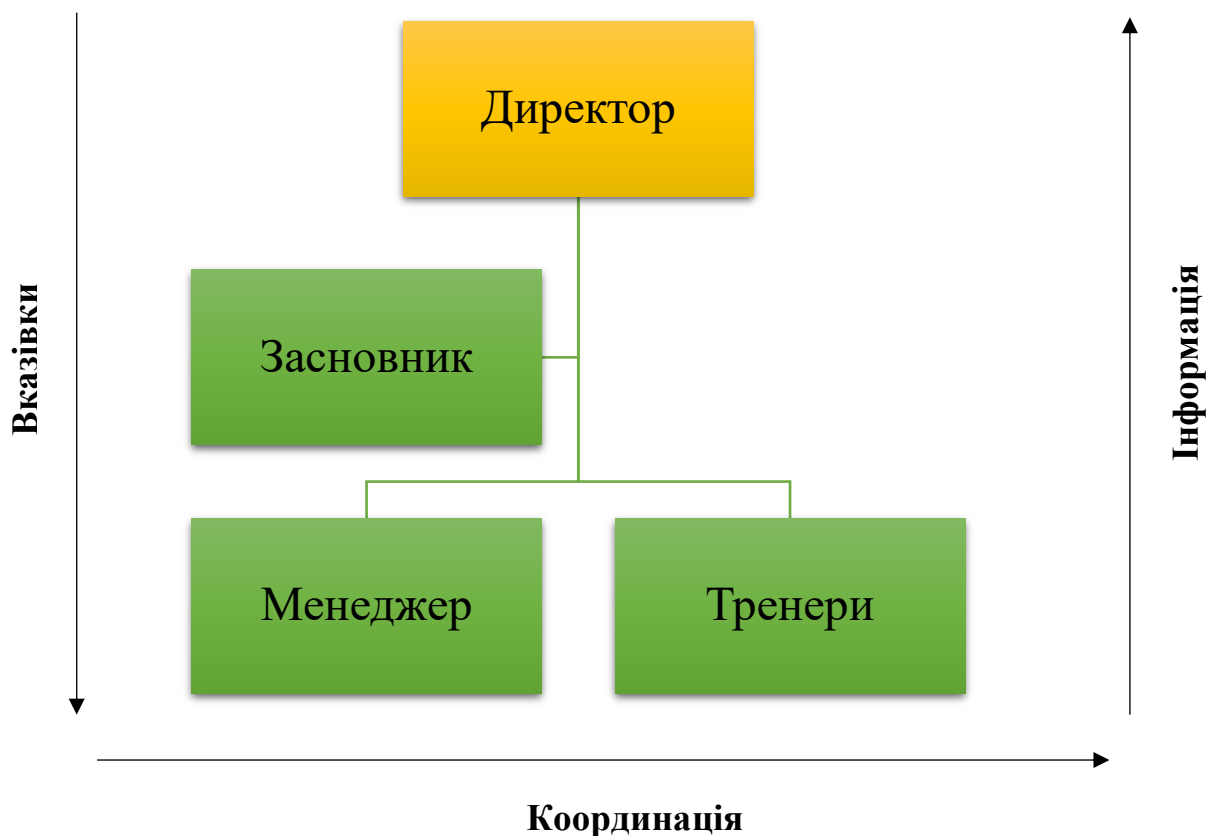 Директор
Вказівки
Засновник
Інформація
Менеджер
Тренери
Координація